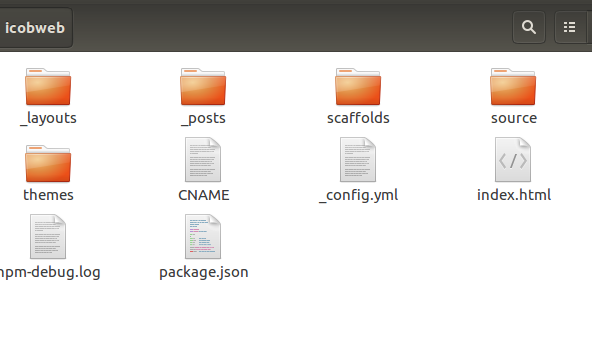 icobweb
_layouts
_posts
scaffolds
source
themes
CNAME
_config.yml
index.html
npm-debug.log
package.json